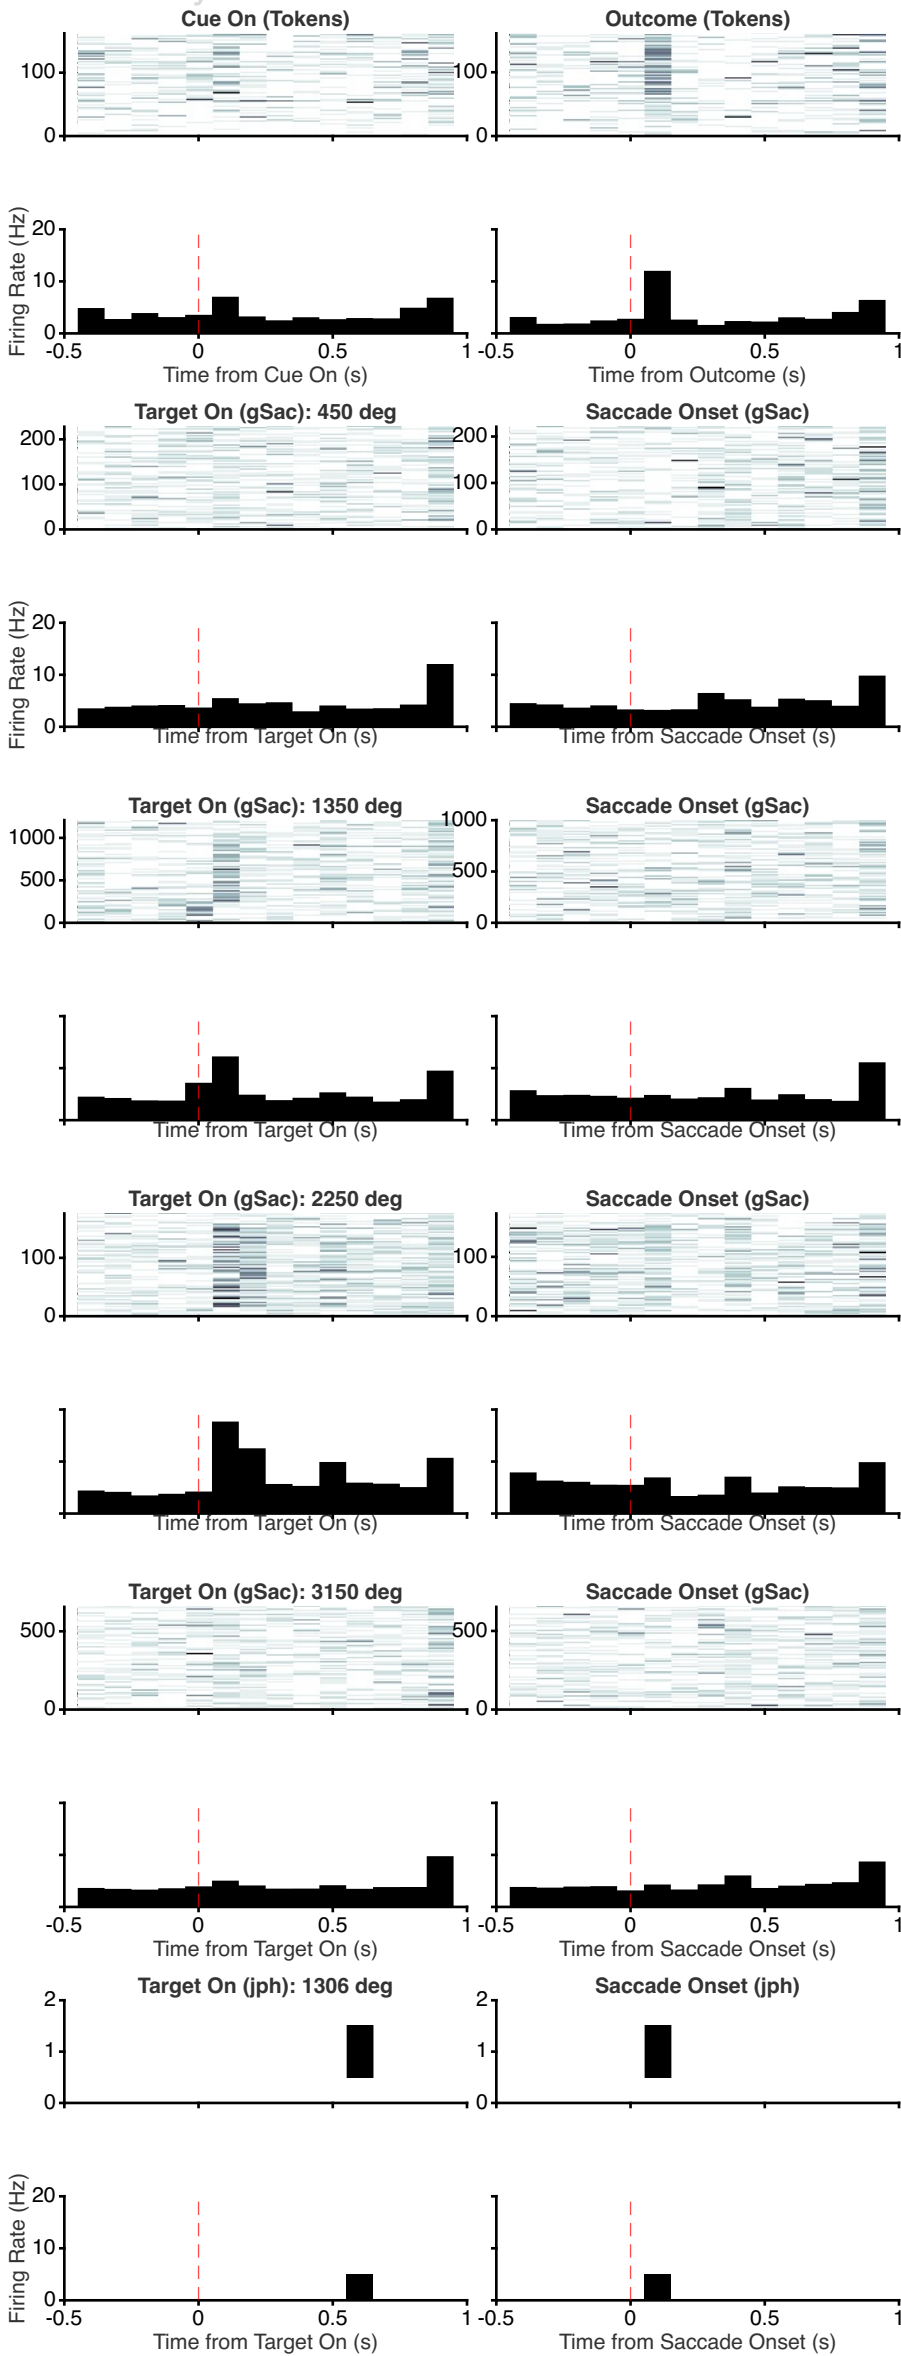 Cue On (Tokens)
Outcome (Tokens)
100
0
100
0
Firing Rate (Hz)
20
10
0
-0.5
0
0.5
1
Time from Cue On (s)
-0.5
0
0.5
1
Time from Outcome (s)
Target On (gSac): 450 deg
Saccade Onset (gSac)
200
100
0
200
100
0
Firing Rate (Hz)
20
10
0
Time from Target On (s)
Time from Saccade Onset (s)
Target On (gSac): 1350 deg
Saccade Onset (gSac)
1000
500
0
1000
500
0
Time from Target On (s)
Time from Saccade Onset (s)
Target On (gSac): 2250 deg
Saccade Onset (gSac)
100
0
100
0
Time from Target On (s)
Time from Saccade Onset (s)
Target On (gSac): 3150 deg
Saccade Onset (gSac)
500
0
500
0
-0.5
0
0.5
1
Time from Target On (s)
-0.5
0
0.5
1
Time from Saccade Onset (s)
Target On (jph): 1306 deg
Saccade Onset (jph)
2
1
0
2
1
0
Firing Rate (Hz)
20
10
0
-0.5
0
0.5
1
Time from Target On (s)
-0.5
0
0.5
1
Time from Saccade Onset (s)